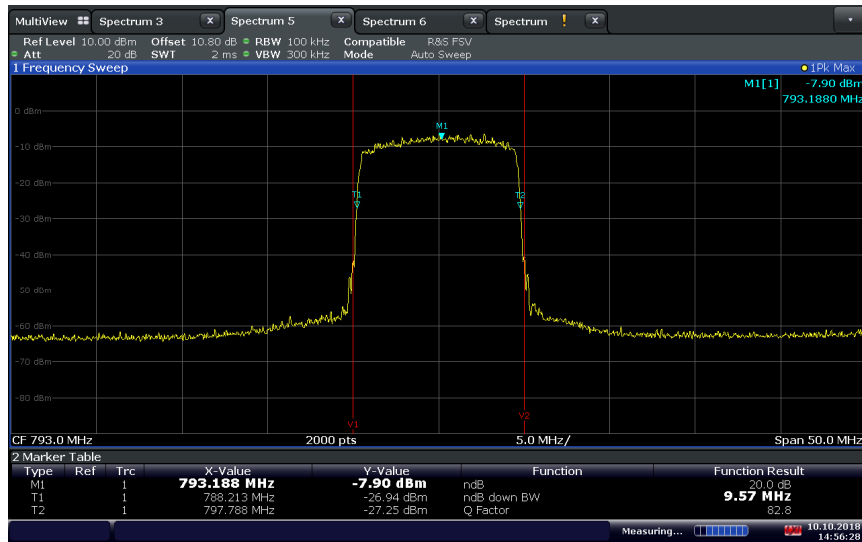 MultiView Spectrum 3 X Spectrum 5 X Spectrum 6 X Spectrum ! X
Ref Level 10.00 dBm Offset 10.80 dB RBW 100 kHz Compatible R&S FSV
Att 20 dB SWT 2 ms VBW 300 kHz Mode Auto Sweep
1 Frequency Sweep 1Pk Max
M1[1] -7.90 dBm
793.1880 MHz
0 dBm
M1
-10 dBm
-20 dBm
T1 T2
-30 dBm
-40 dBm
-50 dBm
-60 dBm
-70 dBm
-80 dBm
V1 V2
CF 793.0 MHz 2000 pts 5.0 MHz/ Span 50.0 MHz
2 Marker Table
Type Ref Trc X-Value Y-Value Function Function Result
M1 1 793.188 MHz -7.90 dBm ndB 20.0 dB
T1 1 788.213 MHz -26.94 dBm ndB down BW 9.57 MHz
T2 1 797.788 MHz -27.25 dBm Q Factor 82.8
Measuring... 10.10.2018
14:56:28